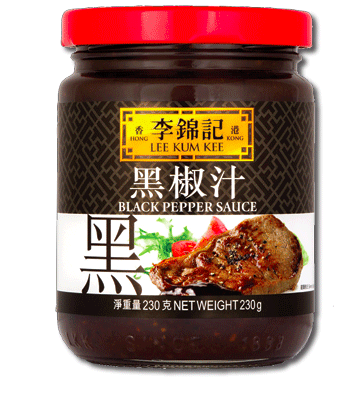 香 李錦記 港
HONG KONG
LEE KUM KEE
黑椒汁
BLACK PEPPER SAUCE
黑
淨重量 230 克 NET WEIGHT 230g